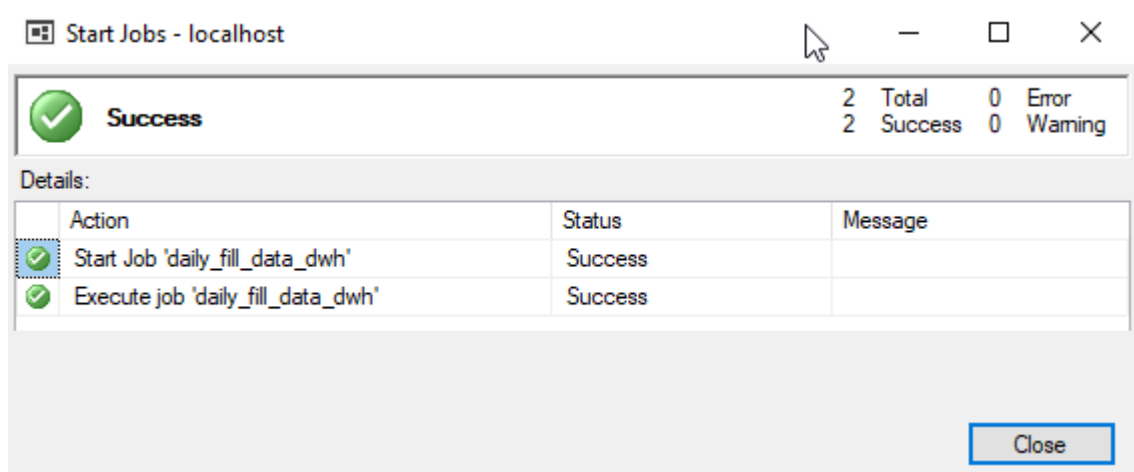 Start Jobs - localhost
Success
2 Total 0 Error
2 Success 0 Warning
Details:
Action Status Message
Start Job 'daily_fill_data_dwh' Success
Execute job 'daily_fill_data_dwh' Success
Close